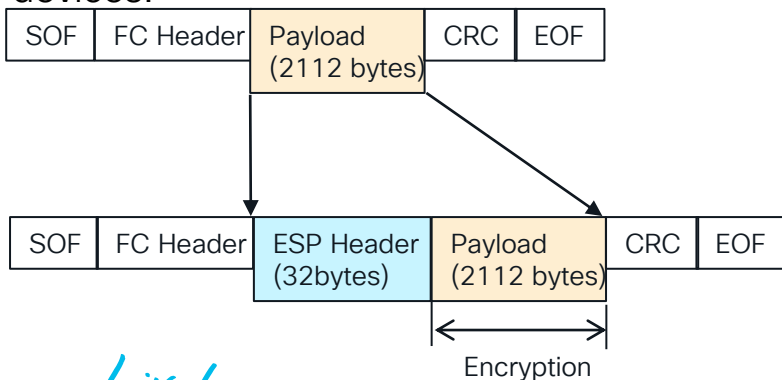 devices.
SOF FC Header Payload CRC EOF
(2112 bytes)
SOF FC Header ESP Header Payload CRC EOF
(32bytes) (2112 bytes)
Encryption